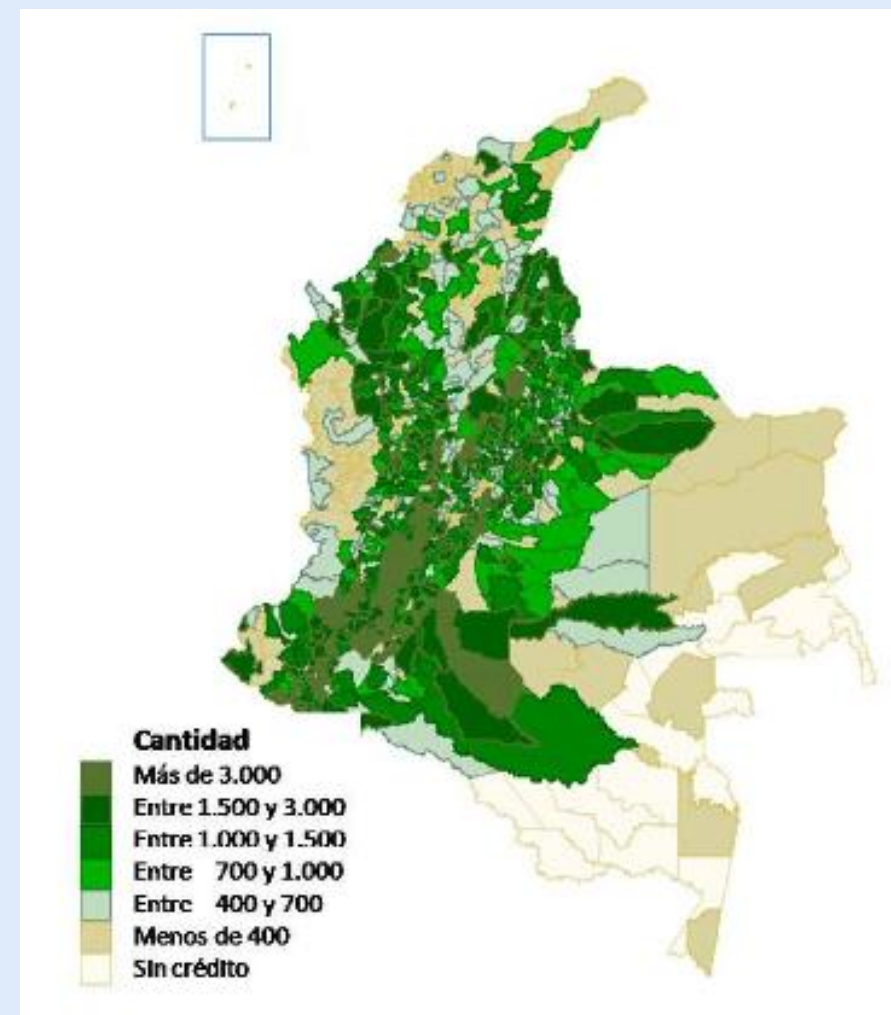 Cantidad
Más de 3.000
Entre 1.500 y 3.000
Entre 1.000 y 1.500
Entre 700 y 1.000
Entre 400 y 700
Menos de 400
Sin crédito